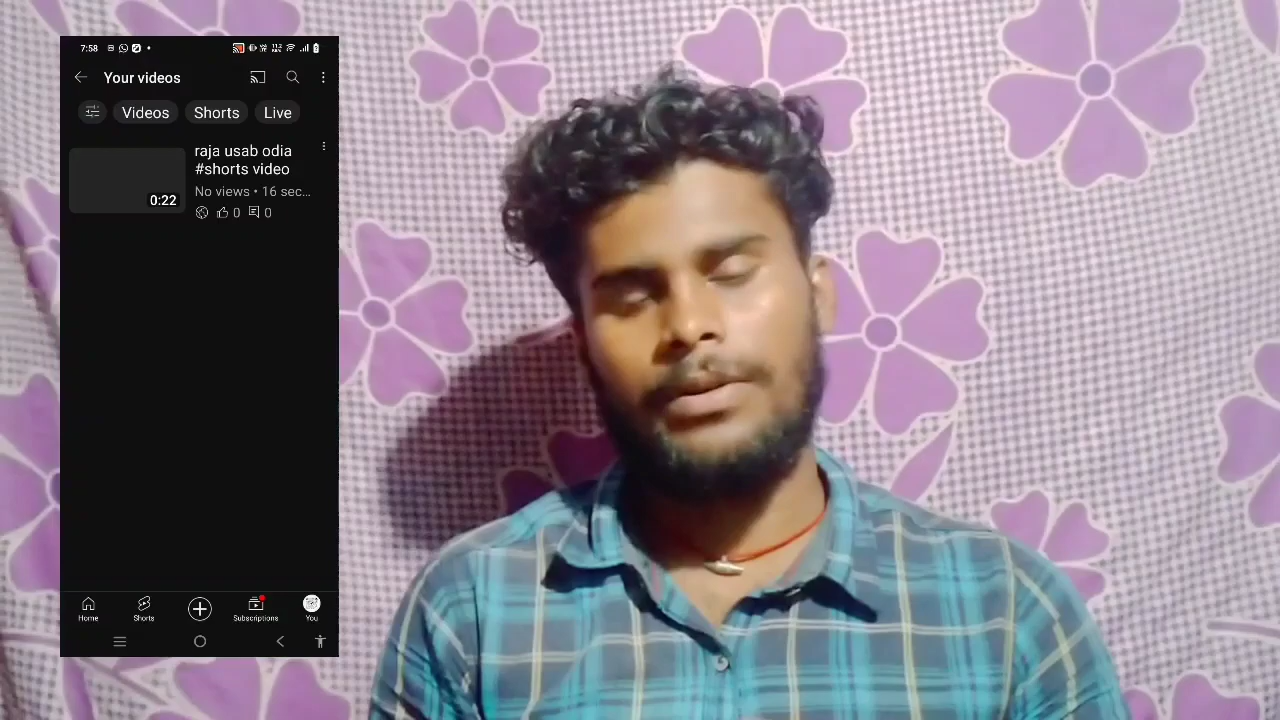 7:58
Your videos
Videos
Shorts
Live
raja usab odia
#shorts video
No views • 16 sec...
0:22
0
0
Home
Shorts
Subscriptions
You